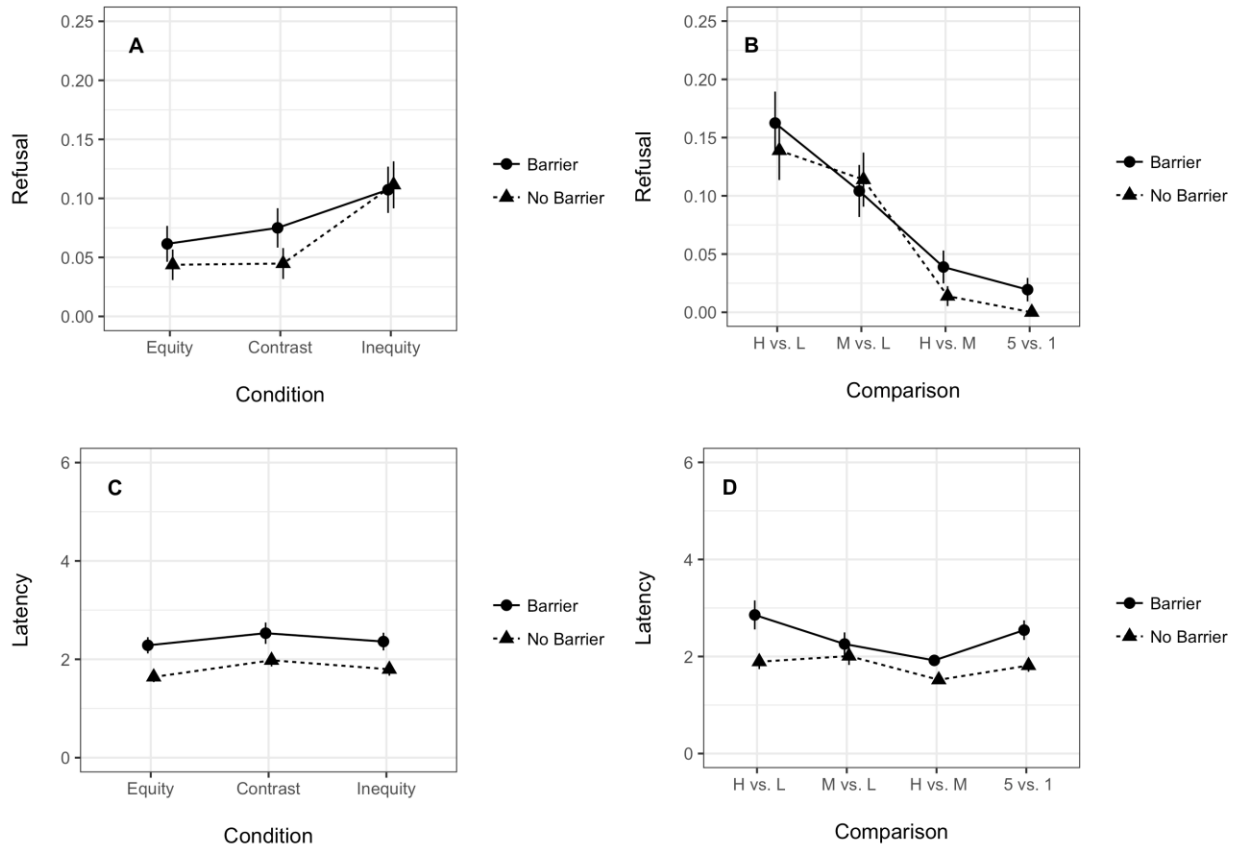 A
Refusal
0.25
0.20
0.15
0.10
0.05
0.00
Equity Contrast Inequity
Condition
Barrier
No Barrier
B
Refusal
0.25
0.20
0.15
0.10
0.05
0.00
H vs. L M vs. L H vs. M 5 vs. 1
Comparison
Barrier
No Barrier
C
Latency
6
4
2
0
Equity Contrast Inequity
Condition
Barrier
No Barrier
D
Latency
6
4
2
0
H vs. L M vs. L H vs. M 5 vs. 1
Comparison
Barrier
No Barrier